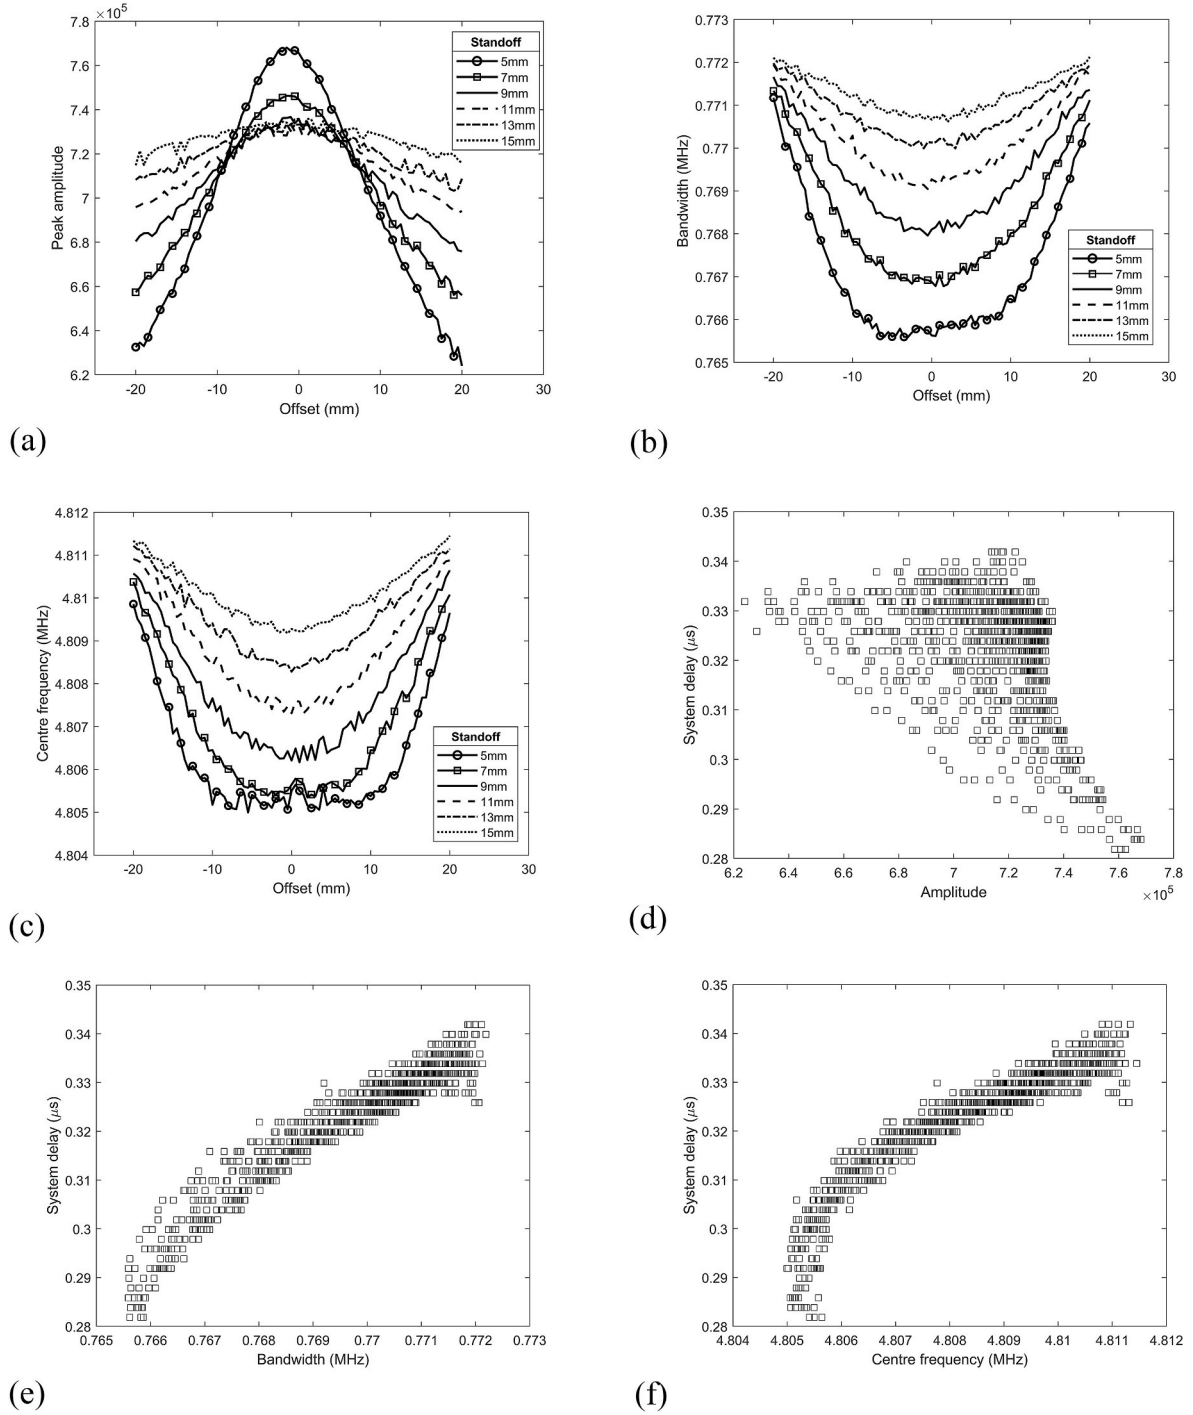 ×10⁵
7.8
7.6
7.4
7.2
7
6.8
6.6
6.4
6.2
Peak amplitude
-20 -10 0 10 20 30
Offset (mm)
Standoff
5mm
7mm
9mm
11mm
13mm
15mm
(a)
0.773
0.772
0.771
0.77
0.769
0.768
0.767
0.766
0.765
Bandwidth (MHz)
-20 -10 0 10 20 30
Offset (mm)
Standoff
5mm
7mm
9mm
11mm
13mm
15mm
(b)
4.812
4.811
4.81
4.809
4.808
4.807
4.806
4.805
4.804
Centre frequency (MHz)
-20 -10 0 10 20 30
Offset (mm)
Standoff
5mm
7mm
9mm
11mm
13mm
15mm
(c)
0.35
0.34
0.33
0.32
0.31
0.3
0.29
0.28
System delay (μs)
6.2 6.4 6.6 6.8 7 7.2 7.4 7.6 7.8
Amplitude
×10⁵
(d)
0.35
0.34
0.33
0.32
0.31
0.3
0.29
0.28
System delay (μs)
0.765 0.766 0.767 0.768 0.769 0.77 0.771 0.772 0.773
Bandwidth (MHz)
(e)
0.35
0.34
0.33
0.32
0.31
0.3
0.29
0.28
System delay (μs)
4.804 4.805 4.806 4.807 4.808 4.809 4.81 4.811 4.812
Centre frequency (MHz)
(f)